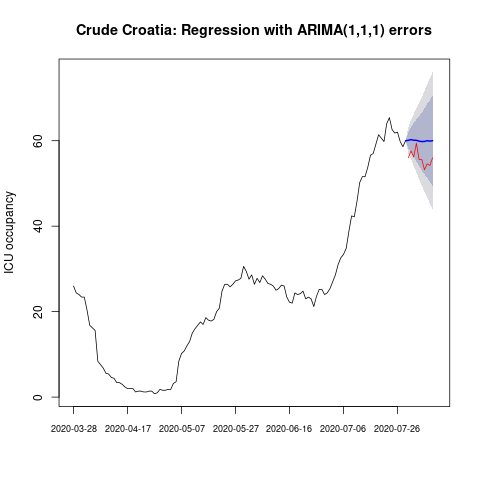 Crude Croatia: Regression with ARIMA(1,1,1) errors
ICU occupancy
60
40
20
0
2020-03-28 2020-04-17 2020-05-07 2020-05-27 2020-06-16 2020-07-06 2020-07-26